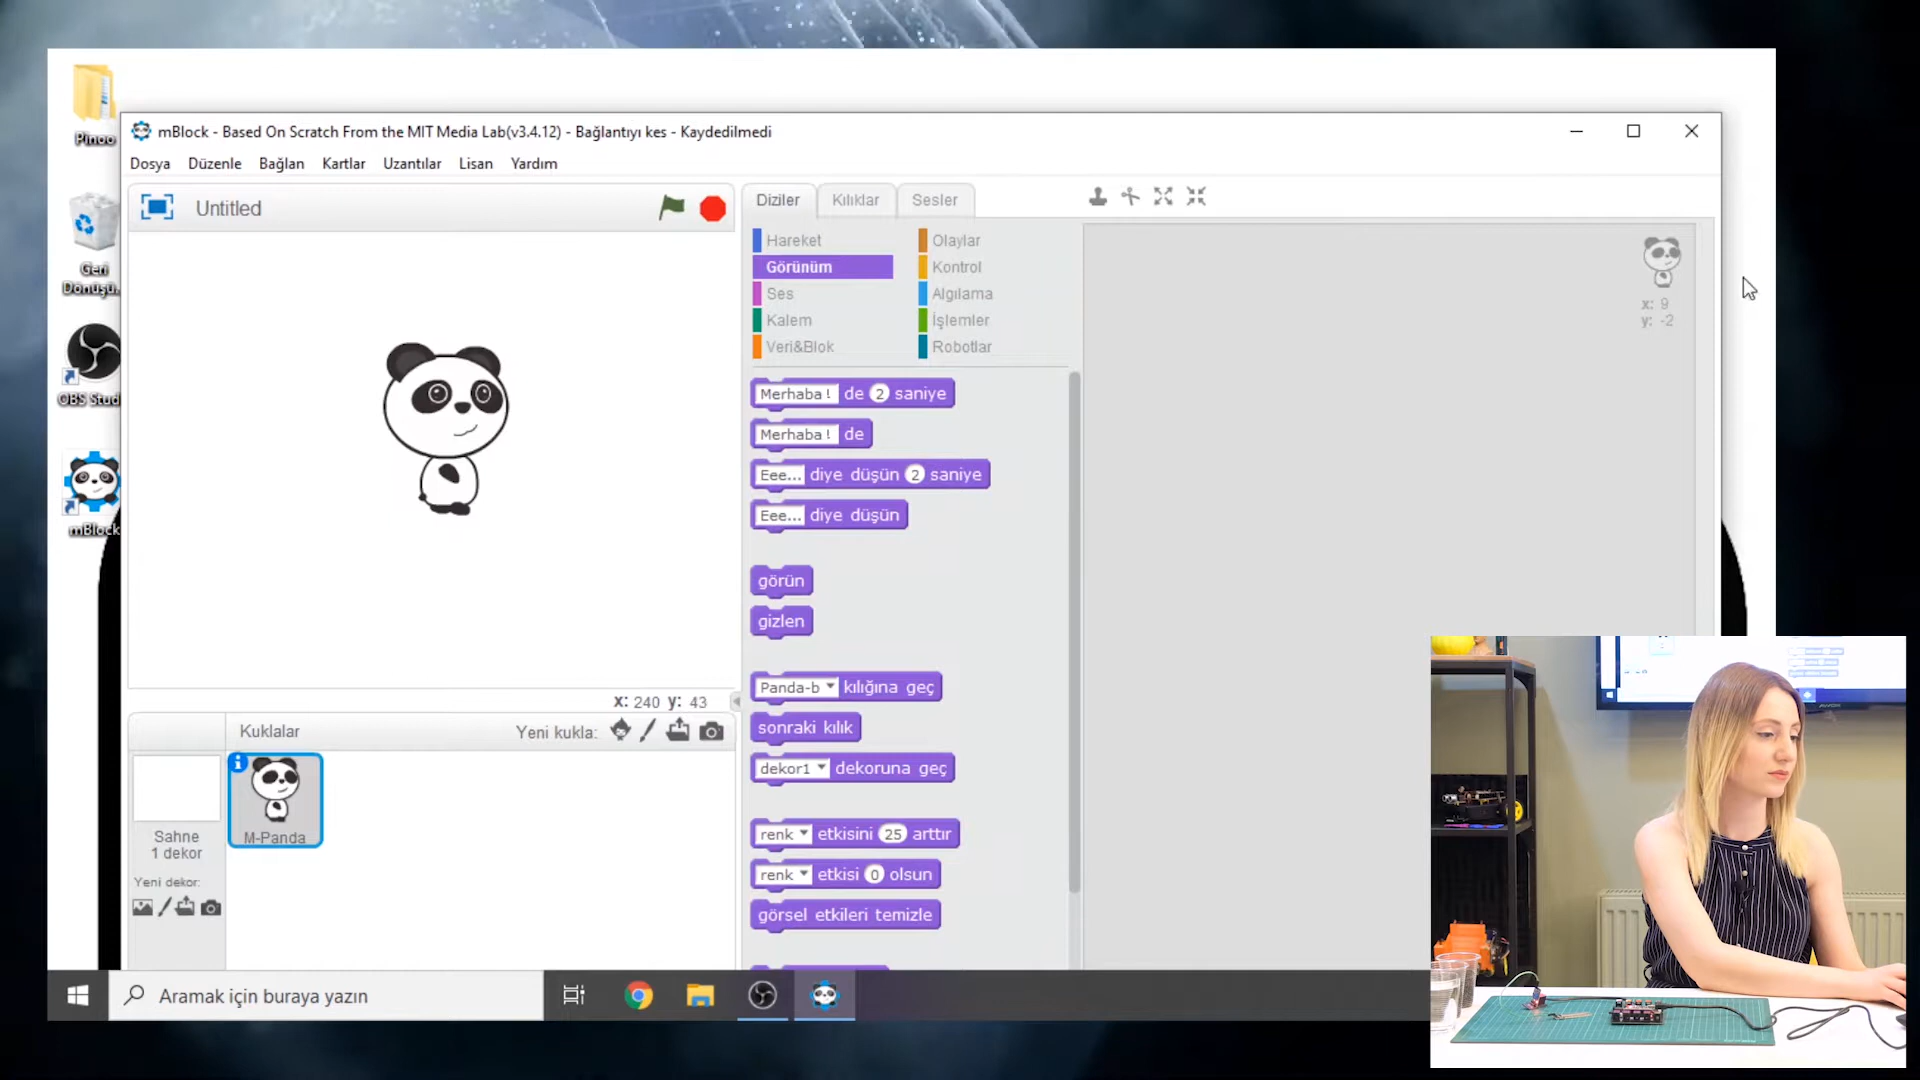 Pinoo
Geri
Dönüşü...
OBS Stud
mBlock
mBlock - Based On Scratch From the MIT Media Lab(v3.4.12) - Bağlantıyı kes - Kaydedilmedi
Dosya Düzenle Bağlan Kartlar Uzantılar Lisan Yardım
Untitled
x: 240 y: 43
Kuklalar Yeni kukla:
Sahne
1 dekor
Yeni dekor:
M-Panda
Diziler Kılıklar Sesler
Hareket Olaylar
Görünüm Kontrol
Ses Algılama
Kalem İşlemler
Veri&Blok Robotlar
Merhaba! de 2 saniye
Merhaba! de
Eee... diye düşün 2 saniye
Eee... diye düşün
görün
gizlen
Panda-b kılığına geç
sonraki kılık
dekor1 dekoruna geç
renk etkisini 25 arttır
renk etkisi 0 olsun
görsel etkileri temizle
x: 9
y: -2
Aramak için buraya yazın